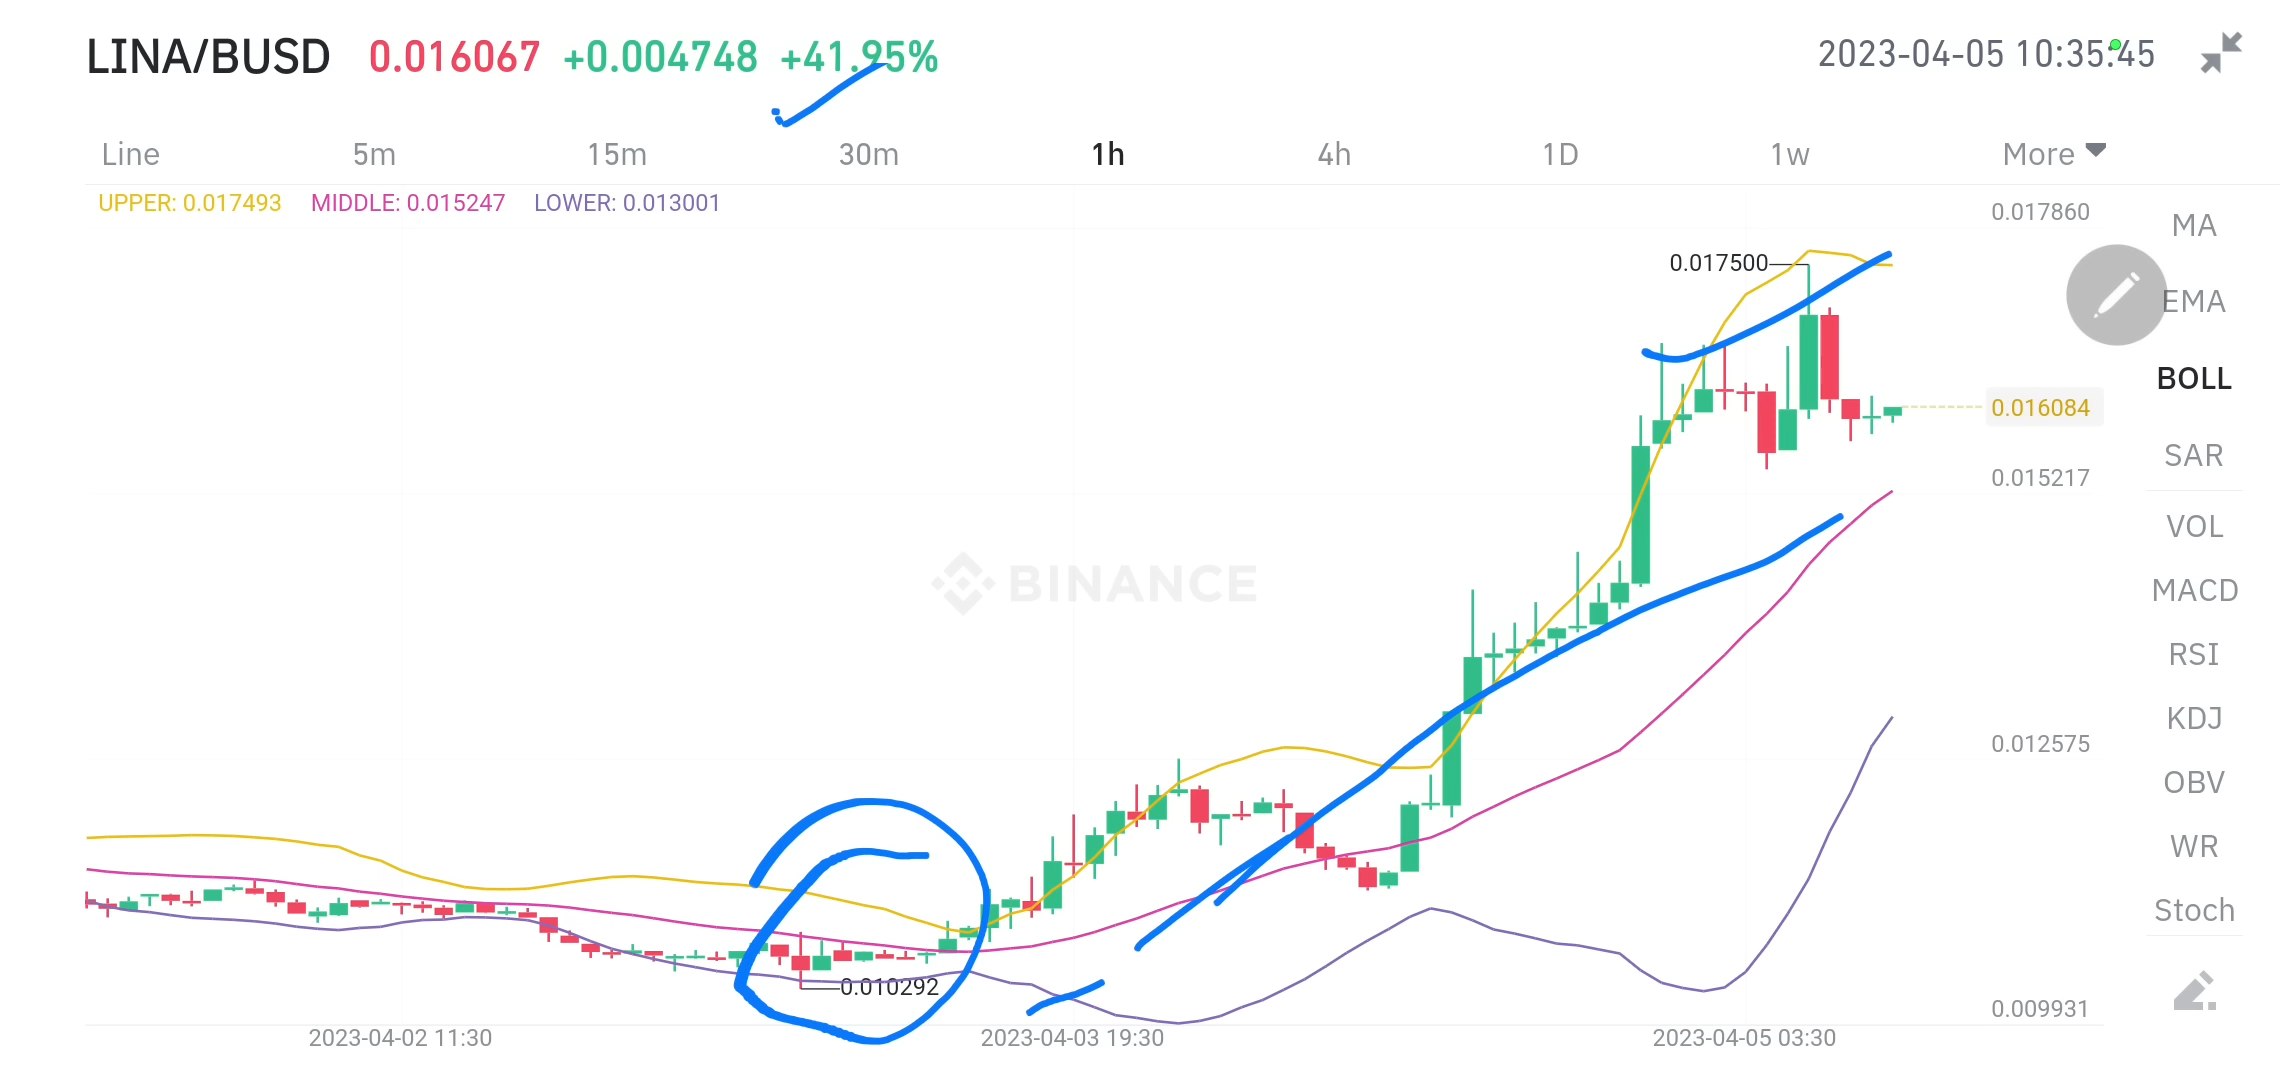 LINA/BUSD 0.016067 +0.004748 +41.95% 2023-04-05 10:35:45
Line 5m 15m 30m 1h 4h 1D 1w More
UPPER: 0.017493 MIDDLE: 0.015247 LOWER: 0.013001
0.017860
MA
0.017500
EMA
BOLL
0.016084
SAR
0.015217
VOL
BINANCE
MACD
RSI
KDJ
0.012575
OBV
WR
Stoch
0.010292
0.009931
2023-04-02 11:30 2023-04-03 19:30 2023-04-05 03:30